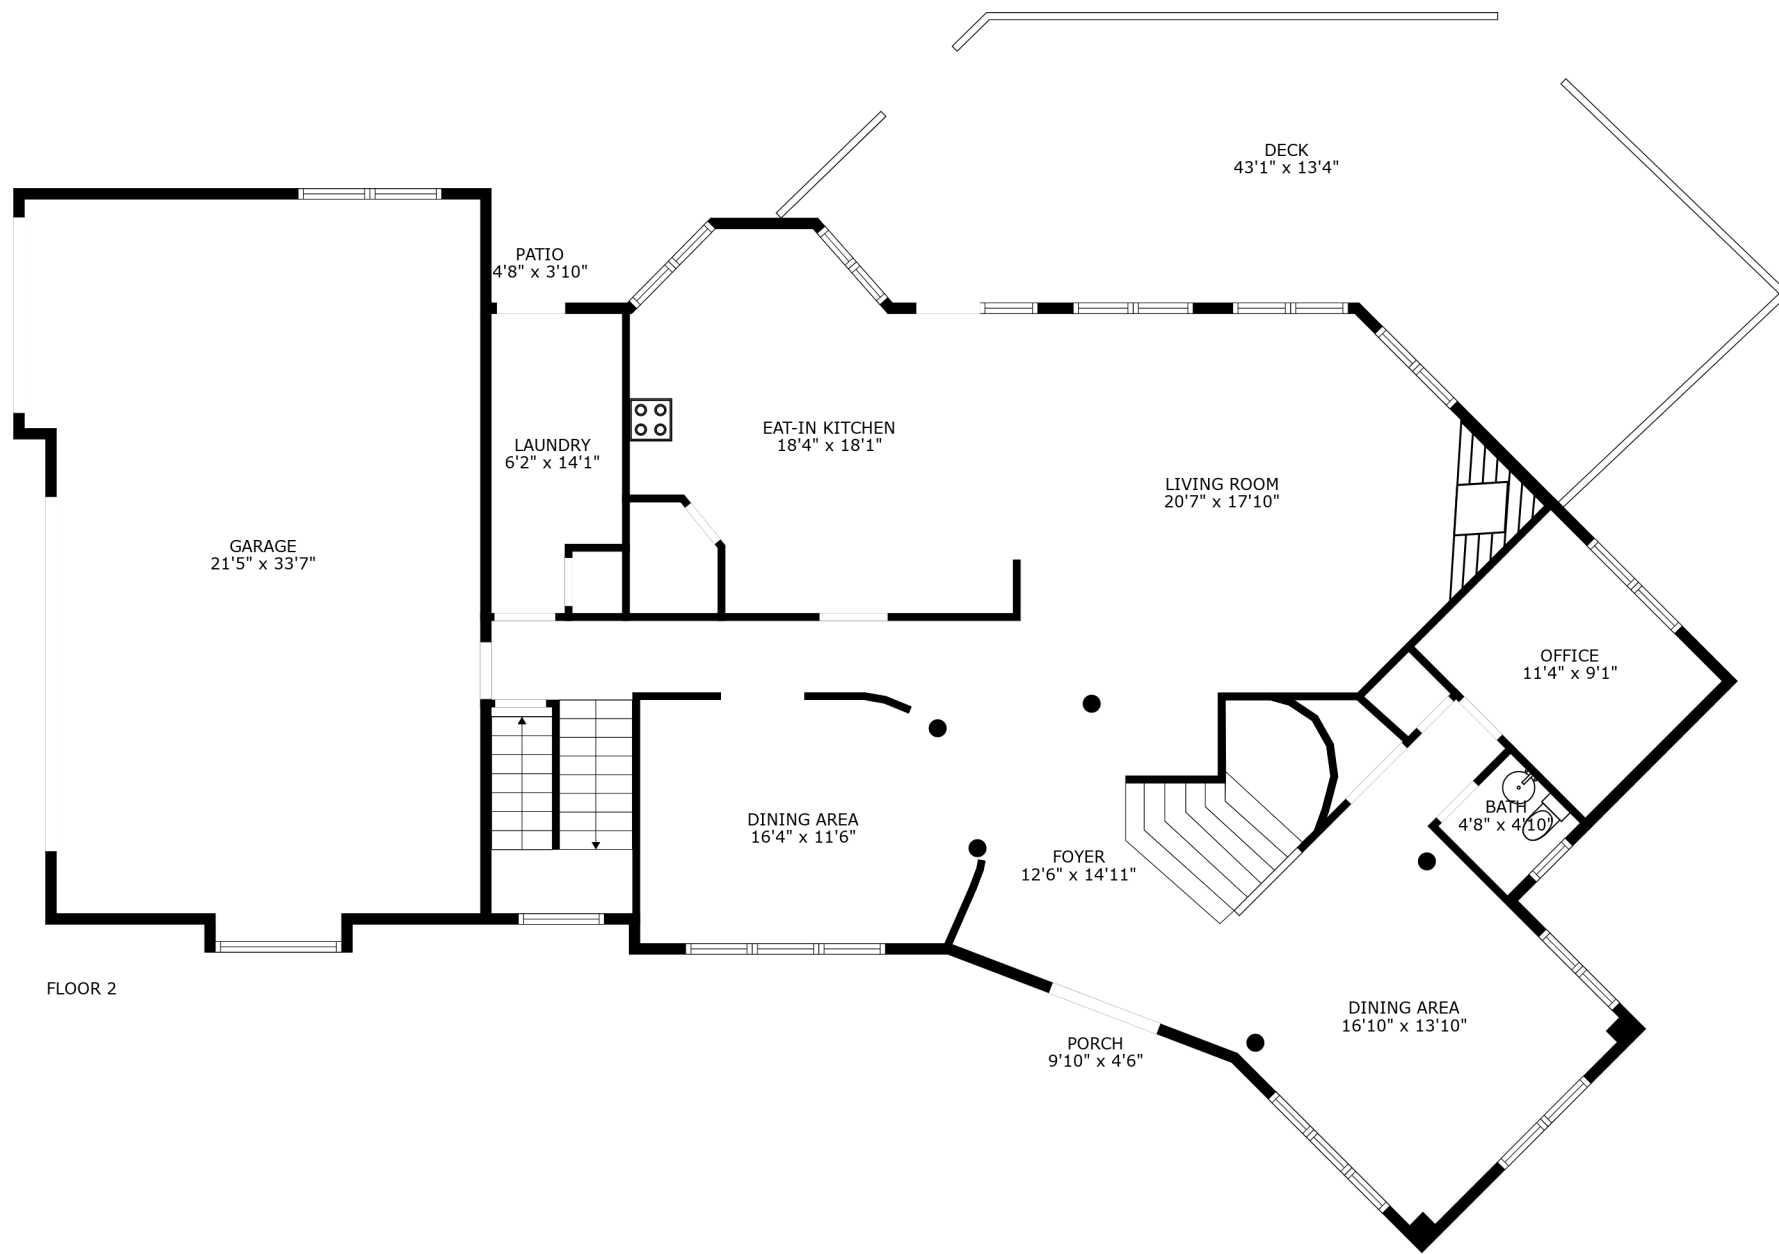 DECK
43'1" x 13'4"
PATIO
4'8" x 3'10"
EAT-IN KITCHEN
18'4" x 18'1"
LAUNDRY
6'2" x 14'1"
LIVING ROOM
20'7" x 17'10"
GARAGE
21'5" x 33'7"
OFFICE
11'4" x 9'1"
BATH
4'8" x 4'10"
DINING AREA
16'4" x 11'6"
FOYER
12'6" x 14'11"
FLOOR 2
DINING AREA
16'10" x 13'10"
PORCH
9'10" x 4'6"